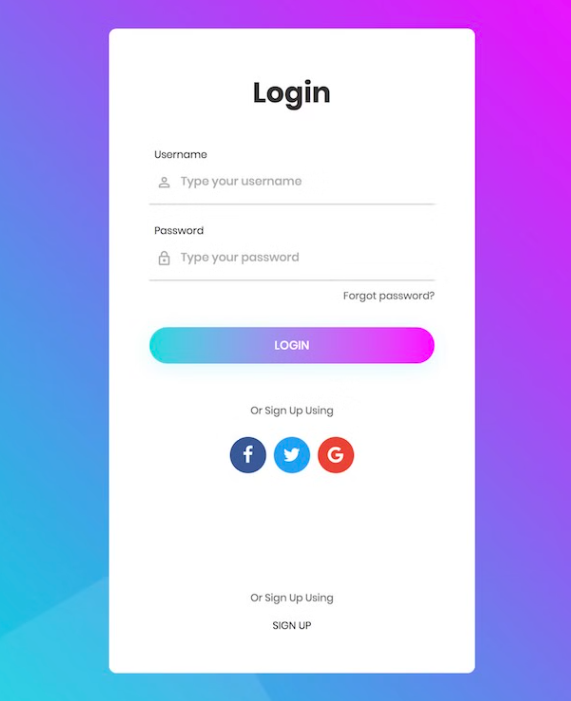 Login
Username
Type your username
Password
Type your password
Forgot password?
LOGIN
Or Sign Up Using
f G
Or Sign Up Using
SIGN UP